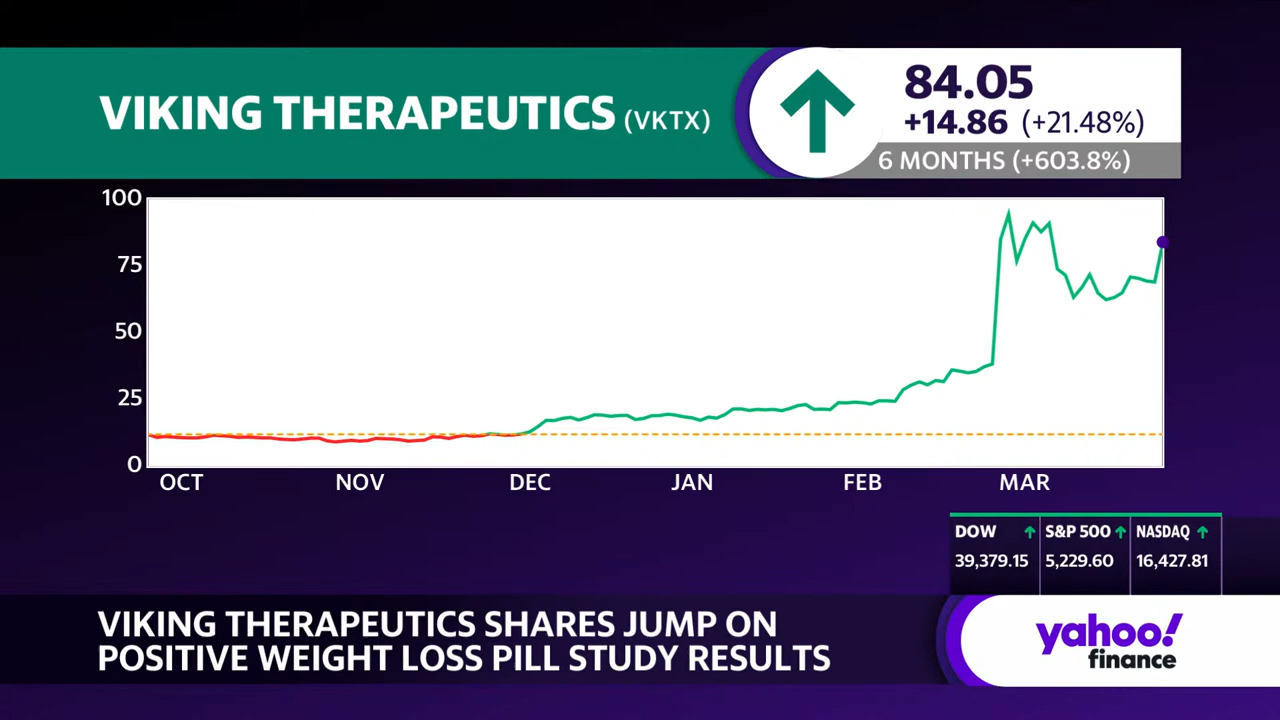 VIKING THERAPEUTICS (VKTX)
84.05
+14.86 (+21.48%)
6 MONTHS (+603.8%)
100
75
50
25
0
OCT NOV DEC JAN FEB MAR
DOW S&P 500 NASDAQ
39,379.15 5,229.60 16,427.81
VIKING THERAPEUTICS SHARES JUMP ON
POSITIVE WEIGHT LOSS PILL STUDY RESULTS
yahoo!
finance